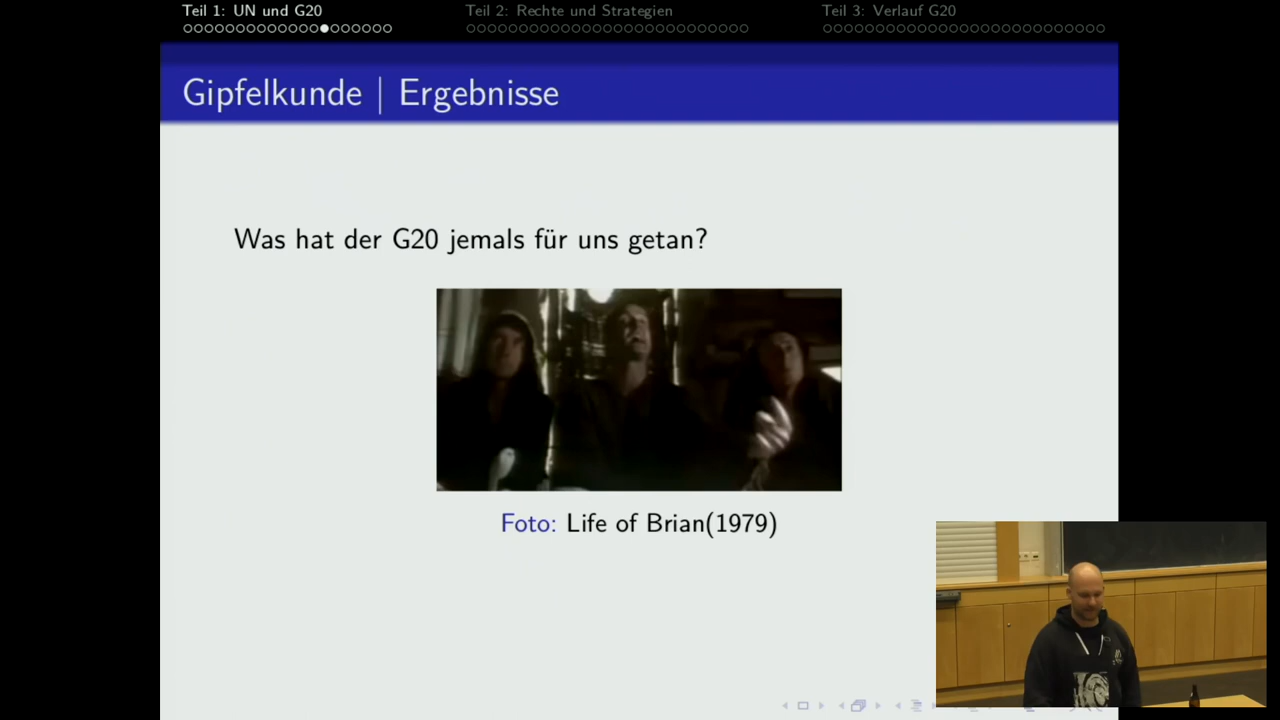 Teil 1: UN und G20
Teil 2: Rechte und Strategien
Teil 3: Verlauf G20
Gipfelkunde | Ergebnisse
Was hat der G20 jemals für uns getan?
Foto: Life of Brian(1979)